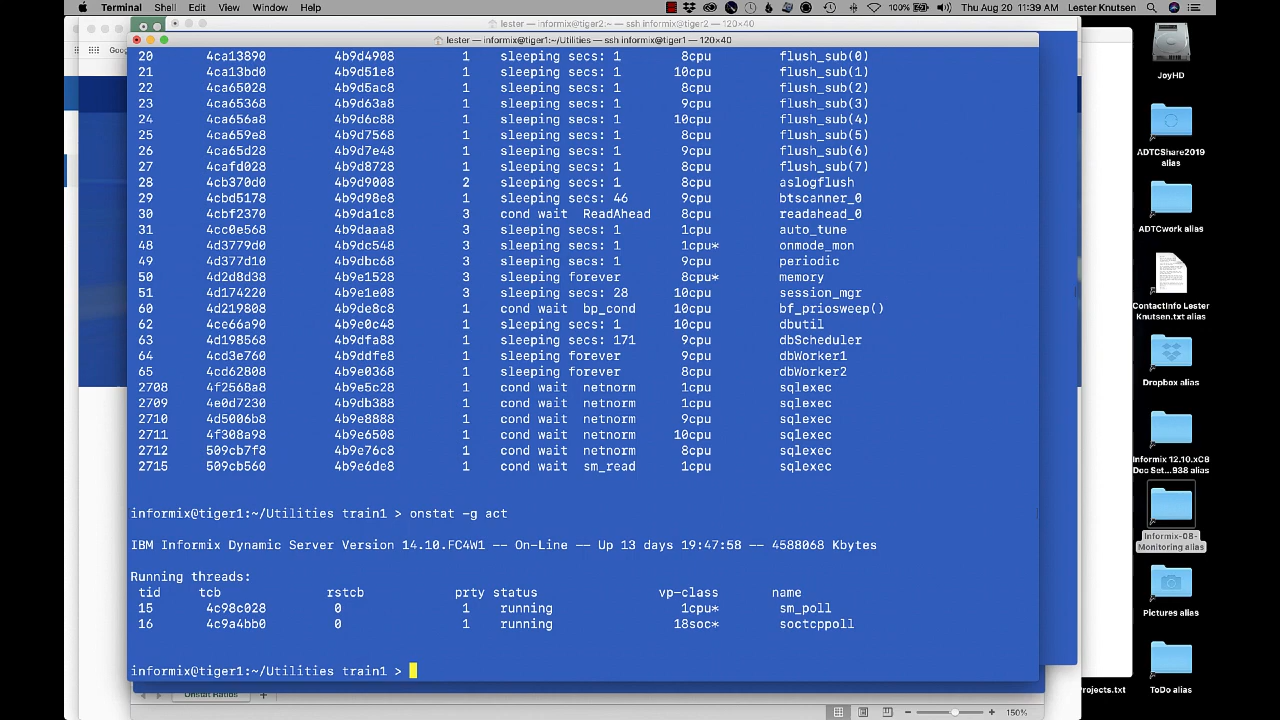 Terminal Shell Edit View Window Help 100% Thu Aug 20 11:39 AM Lester Knutsen
lester — informix@tiger2:~ — ssh informix@tiger2 — 120×40
lester — informix@tiger1:~/Utilities — ssh informix@tiger1 — 120×40
20 4ca13890 4b9d4908 1 sleeping secs: 1 8cpu flush_sub(0)
21 4ca13bd0 4b9d51e8 1 sleeping secs: 1 10cpu flush_sub(1)
22 4ca65028 4b9d5ac8 1 sleeping secs: 1 8cpu flush_sub(2)
23 4ca65368 4b9d63a8 1 sleeping secs: 1 9cpu flush_sub(3)
24 4ca656a8 4b9d6c88 1 sleeping secs: 1 10cpu flush_sub(4)
25 4ca659e8 4b9d7568 1 sleeping secs: 1 8cpu flush_sub(5)
26 4ca65d28 4b9d7e48 1 sleeping secs: 1 9cpu flush_sub(6)
27 4cafd028 4b9d8728 1 sleeping secs: 1 8cpu flush_sub(7)
28 4cb370d0 4b9d9008 2 sleeping secs: 1 8cpu aslogflush
29 4cbd5178 4b9d98e8 1 sleeping secs: 46 9cpu btscanner_0
30 4cbf2370 4b9da1c8 3 cond wait ReadAhead 8cpu readahead_0
31 4cc0e568 4b9daaa8 3 sleeping secs: 1 1cpu auto_tune
48 4d3779d0 4b9dc548 3 sleeping secs: 1 1cpu* onmode_mon
49 4d377d10 4b9dbc68 3 sleeping secs: 1 9cpu periodic
50 4d2d8d38 4b9e1528 1 sleeping forever 8cpu* memory
51 4d174220 4b9e1e08 3 sleeping secs: 28 10cpu session_mgr
60 4d219808 4b9de8c8 1 cond wait bp_cond 8cpu bf_priosweep()
62 4ce66a90 4b9e0c48 1 sleeping secs: 1 10cpu dbutil
63 4d198568 4b9dfa88 1 sleeping secs: 171 9cpu dbScheduler
64 4cd3e760 4b9ddfe8 1 sleeping forever 9cpu dbWorker1
65 4cd62808 4b9e0368 1 sleeping forever 8cpu dbWorker2
2708 4f2568a8 4b9e5c28 1 cond wait netnorm 1cpu sqlexec
2709 4e0d7230 4b9db388 1 cond wait netnorm 1cpu sqlexec
2710 4d5006b8 4b9e8888 1 cond wait netnorm 9cpu sqlexec
2711 4f308a98 4b9e6508 1 cond wait netnorm 10cpu sqlexec
2712 509cb7f8 4b9e76c8 1 cond wait netnorm 8cpu sqlexec
2715 509cb560 4b9e6de8 1 cond wait sm_read 1cpu sqlexec
informix@tiger1:~/Utilities train1 > onstat -g act
IBM Informix Dynamic Server Version 14.10.FC4W1 -- On-Line -- Up 13 days 19:47:58 -- 4588068 Kbytes
Running threads:
tid tcb rstcb prty status vp-class name
15 4c98c028 0 1 running 1cpu* sm_poll
16 4c9a4bb0 0 1 running 18soc* soctcppoll
informix@tiger1:~/Utilities train1 >
150%
JoyHD
ADTCShare2019
alias
ADTCwork alias
ContactInfo Lester
Knutsen.txt alias
Dropbox alias
Informix 12.10.xC8
Doc Set...938 alias
Informix-08-
Monitoring alias
Pictures alias
ToDo alias
Projects.txt